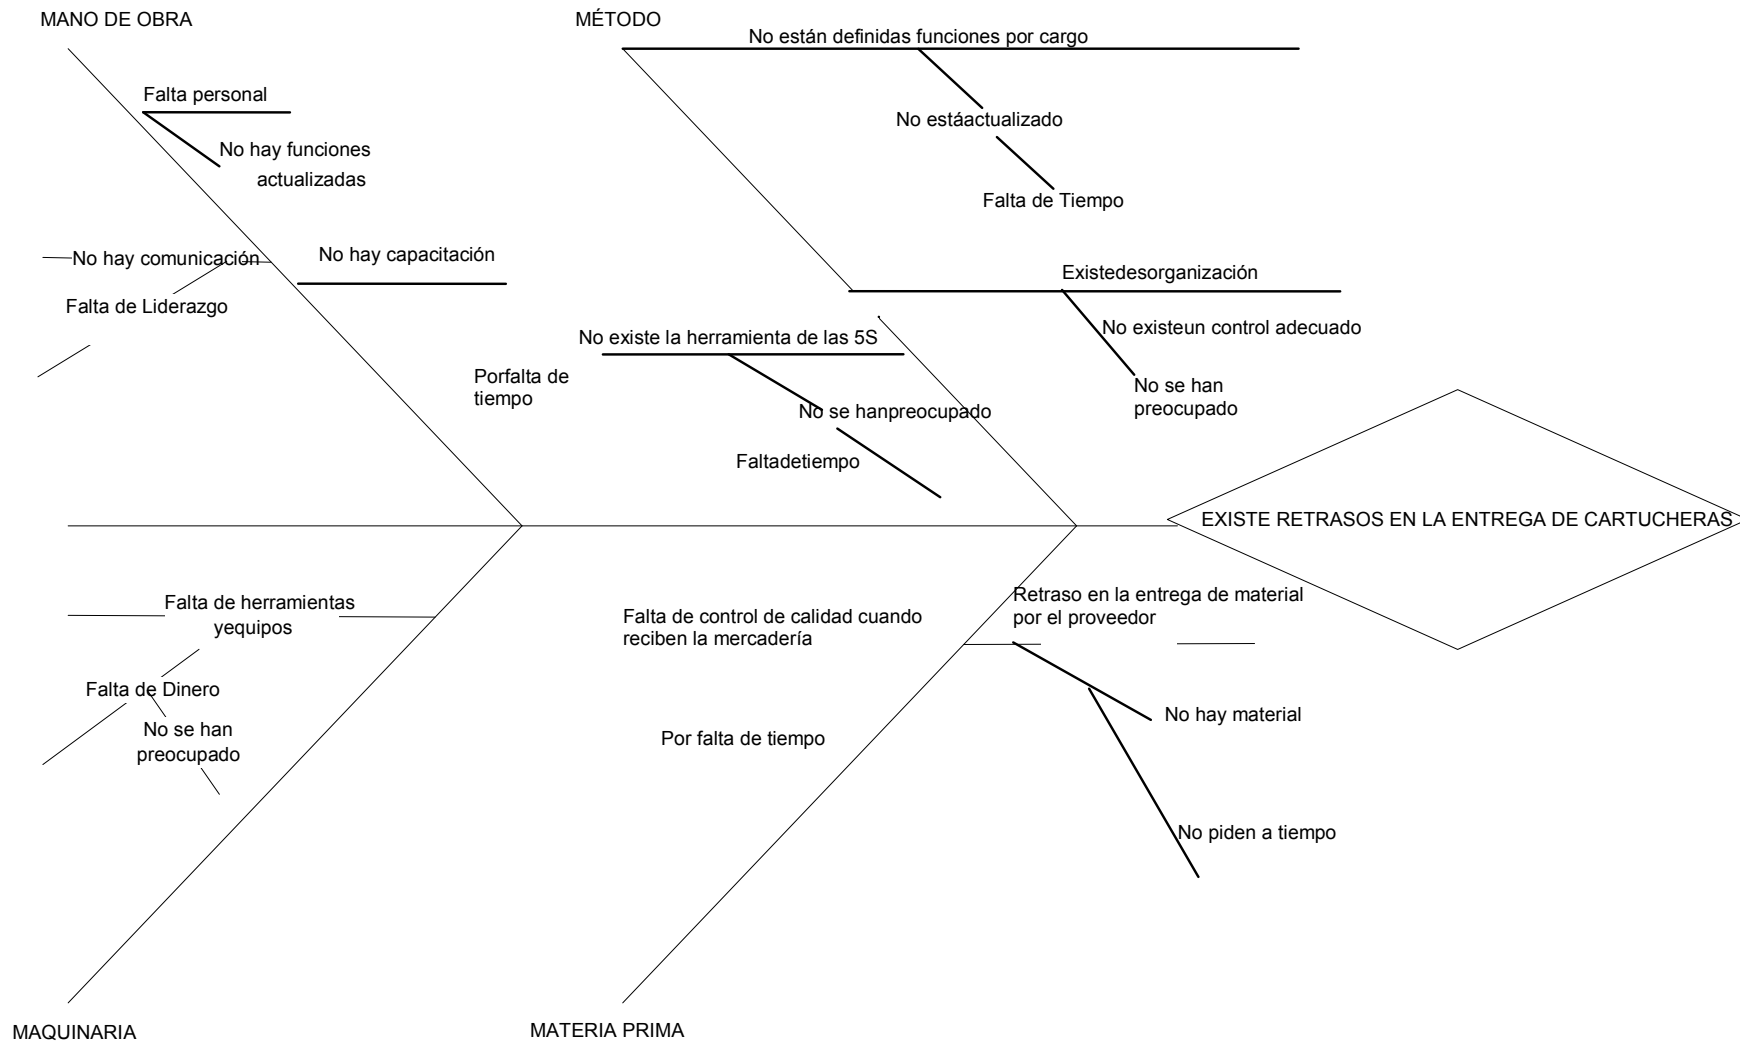 MANO DE OBRA
MÉTODO
No están definidas funciones por cargo
Falta personal
No hay funciones
actualizadas
No estáactualizado
Falta de Tiempo
No hay comunicación
No hay capacitación
Falta de Liderazgo
Existedesorganización
No existe la herramienta de las 5S
No existeun control adecuado
Porfalta de
tiempo
No se han
preocupado
No se hanpreocupado
Faltadetiempo
EXISTE RETRASOS EN LA ENTREGA DE CARTUCHERAS
Falta de herramientas
yequipos
Falta de control de calidad cuando
reciben la mercadería
Retraso en la entrega de material
por el proveedor
Falta de Dinero
No se han
preocupado
Por falta de tiempo
No hay material
No piden a tiempo
MAQUINARIA
MATERIA PRIMA